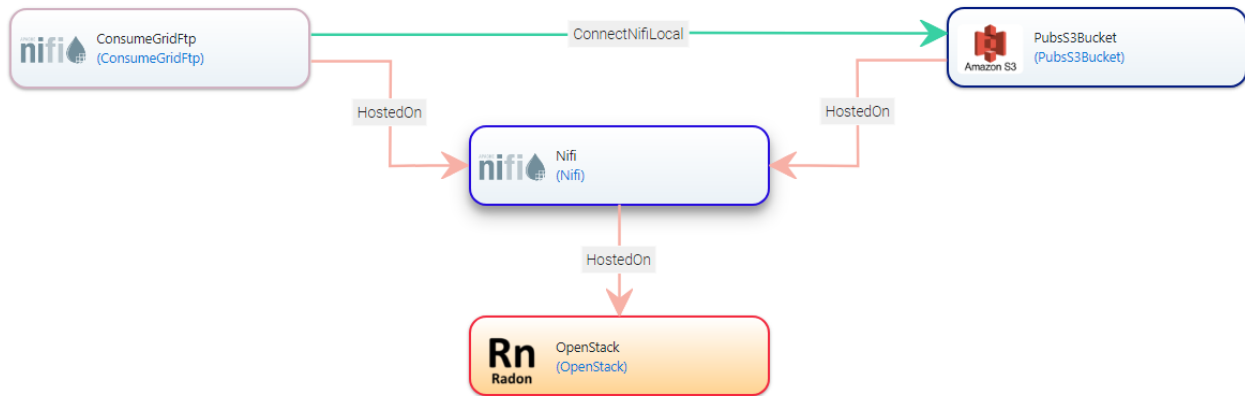 nifi
ConsumeGridFtp
(ConsumeGridFtp)
ConnectNifiLocal
Amazon S3
PubsS3Bucket
(PubsS3Bucket)
HostedOn
HostedOn
nifi
Nifi
(Nifi)
HostedOn
Rn
Radon
OpenStack
(OpenStack)